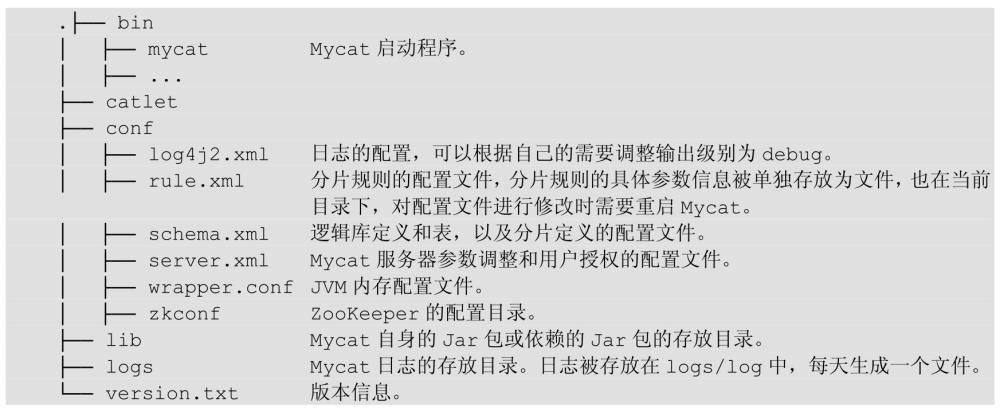 .├── bin
│   ├── mycat        Mycat 启动程序。
│   ├── ...
├── catlet
├── conf
│   ├── log4j2.xml   日志的配置，可以根据自己的需要调整输出级别为 debug。
│   ├── rule.xml     分片规则的配置文件，分片规则的具体参数信息被单独存放为文件，也在当前
                     目录下，对配置文件进行修改时需要重启 Mycat。
│   ├── schema.xml   逻辑库定义和表，以及分片定义的配置文件。
│   ├── server.xml   Mycat 服务器参数调整和用户授权的配置文件。
│   ├── wrapper.conf JVM 内存配置文件。
│   ├── zkconf       ZooKeeper 的配置目录。
├── lib              Mycat 自身的 Jar 包或依赖的 Jar 包的存放目录。
├── logs             Mycat 日志的存放目录。日志被存放在 logs/log 中，每天生成一个文件。
└── version.txt      版本信息。